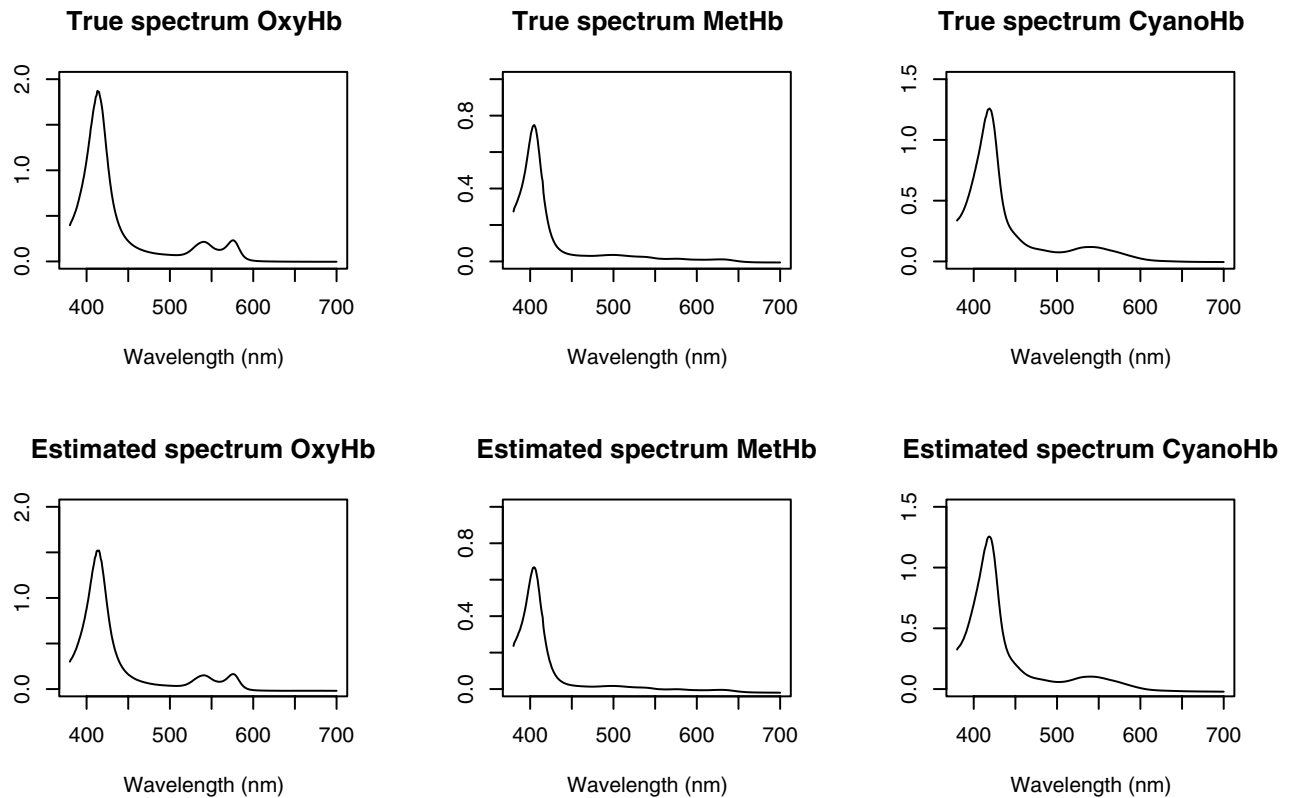 True spectrum OxyHb
2.0
1.0
0.0
400 500 600 700
Wavelength (nm)
True spectrum MetHb
0.8
0.4
0.0
400 500 600 700
Wavelength (nm)
True spectrum CyanoHb
1.5
1.0
0.5
0.0
400 500 600 700
Wavelength (nm)
Estimated spectrum OxyHb
2.0
1.0
0.0
400 500 600 700
Wavelength (nm)
Estimated spectrum MetHb
0.8
0.4
0.0
400 500 600 700
Wavelength (nm)
Estimated spectrum CyanoHb
1.5
1.0
0.5
0.0
400 500 600 700
Wavelength (nm)